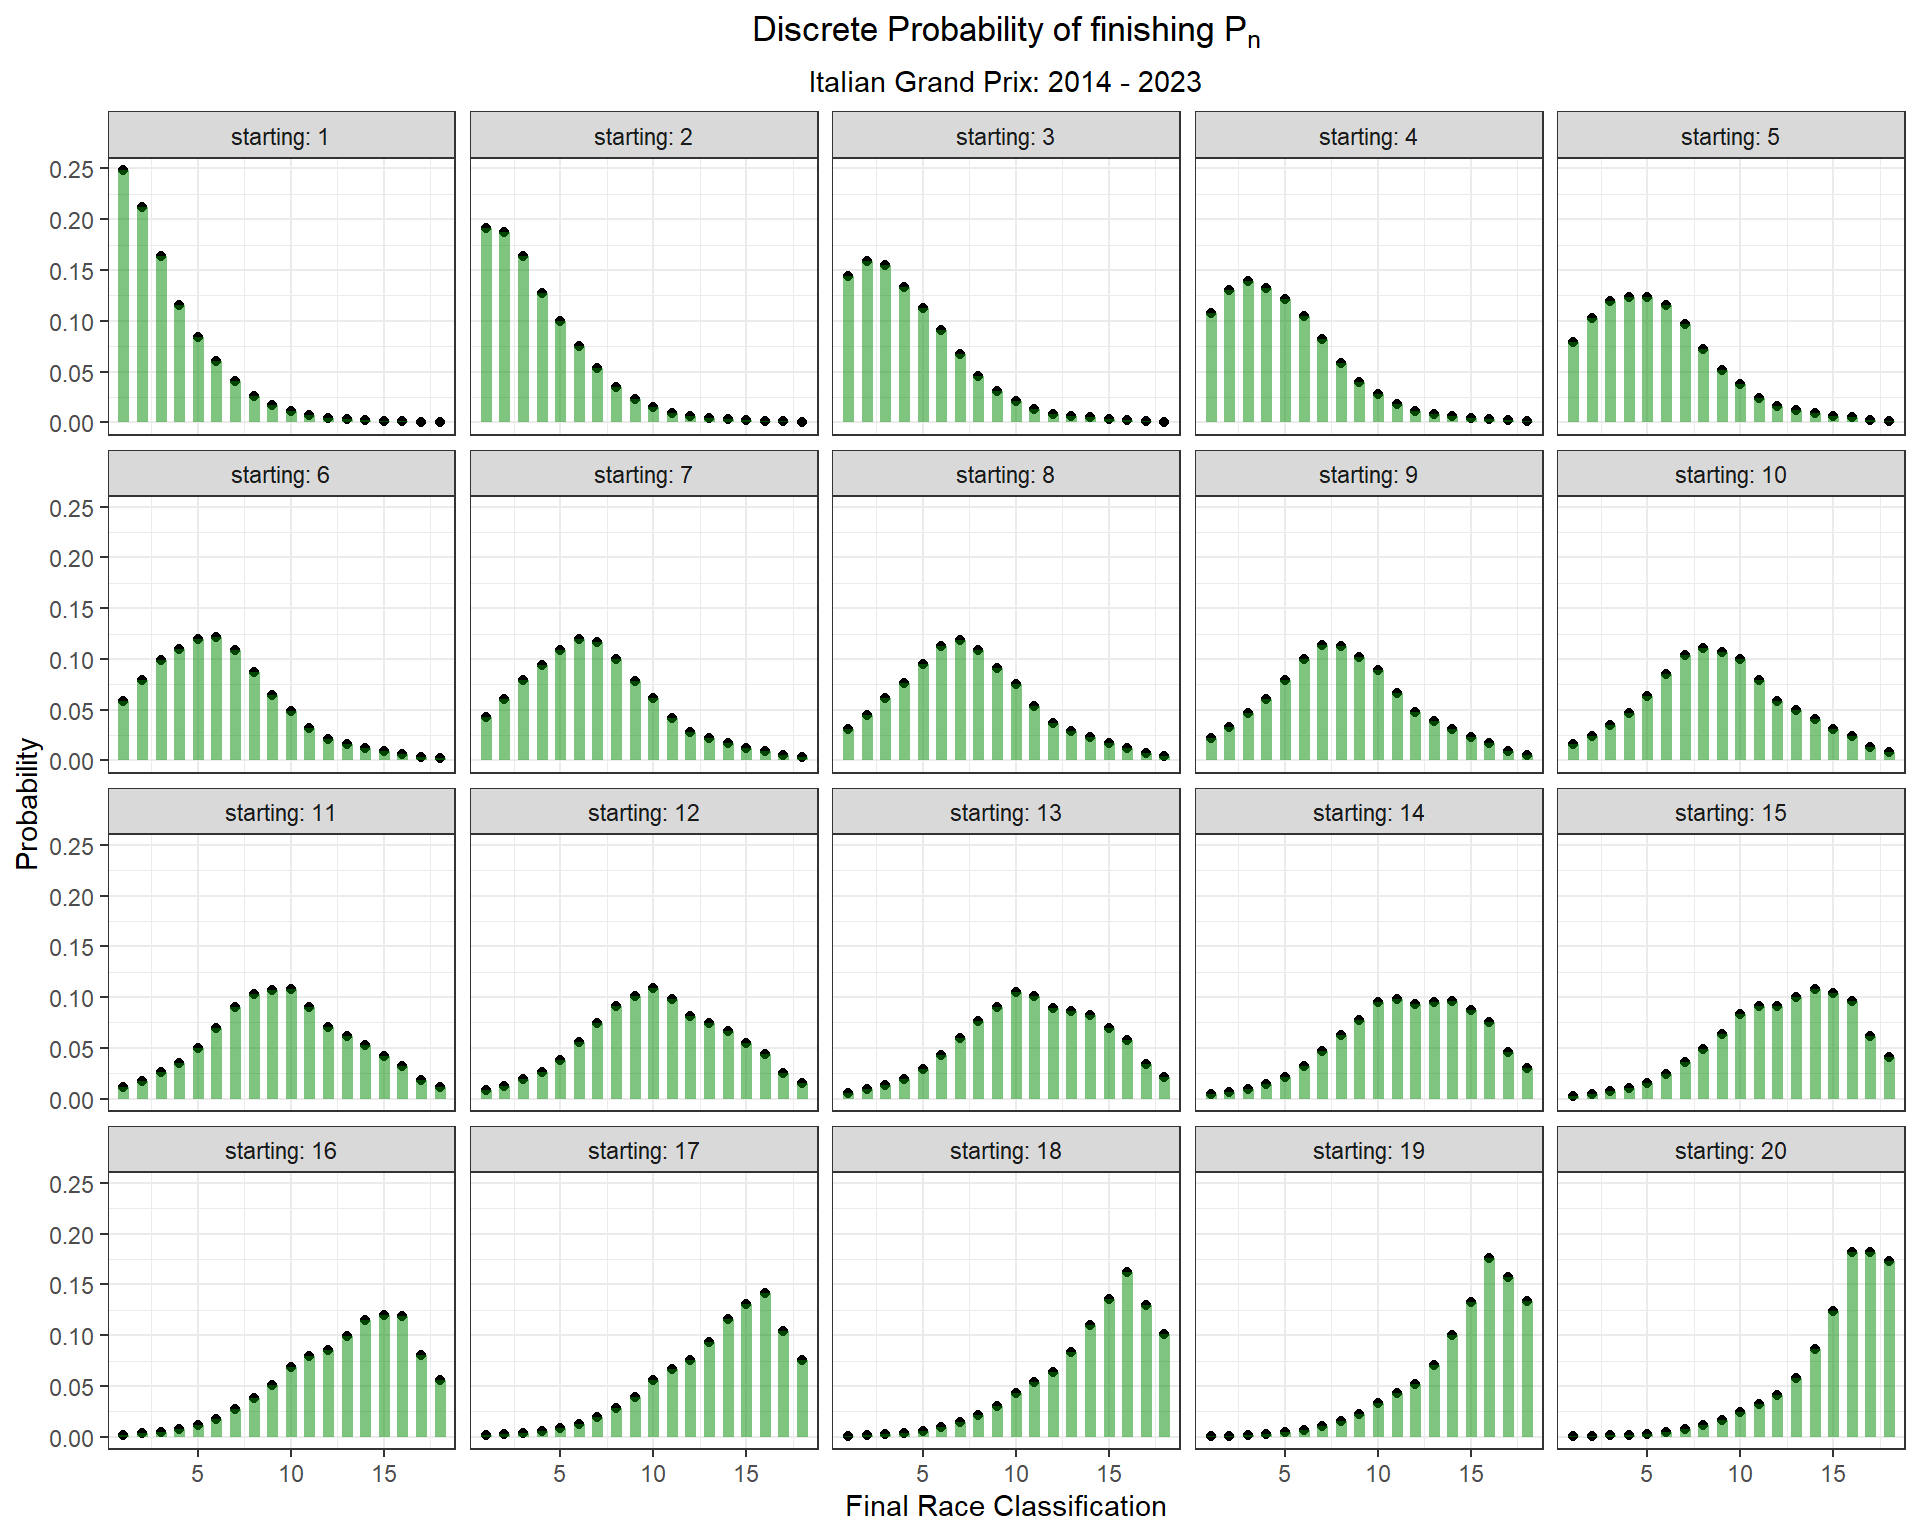 Discrete Probability of finishing Pn
Italian Grand Prix: 2014 - 2023
starting: 1 starting: 2 starting: 3 starting: 4 starting: 5
0.25
0.20
0.15
0.10
0.05
0.00
starting: 6 starting: 7 starting: 8 starting: 9 starting: 10
0.25
0.20
0.15
0.10
0.05
0.00
Probability
starting: 11 starting: 12 starting: 13 starting: 14 starting: 15
0.25
0.20
0.15
0.10
0.05
0.00
starting: 16 starting: 17 starting: 18 starting: 19 starting: 20
0.25
0.20
0.15
0.10
0.05
0.00
5 10 15 5 10 15 5 10 15 5 10 15 5 10 15
Final Race Classification